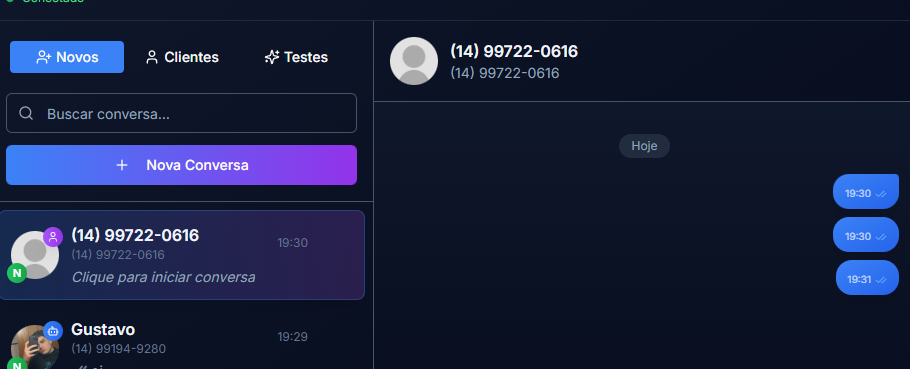 Conectado
Novos
Clientes
Testes
Buscar conversa...
Nova Conversa
(14) 99722-0616
19:30
(14) 99722-0616
Clique para iniciar conversa
N
Gustavo
19:29
(14) 99194-9280
N
(14) 99722-0616
(14) 99722-0616
Hoje
19:30
19:30
19:31